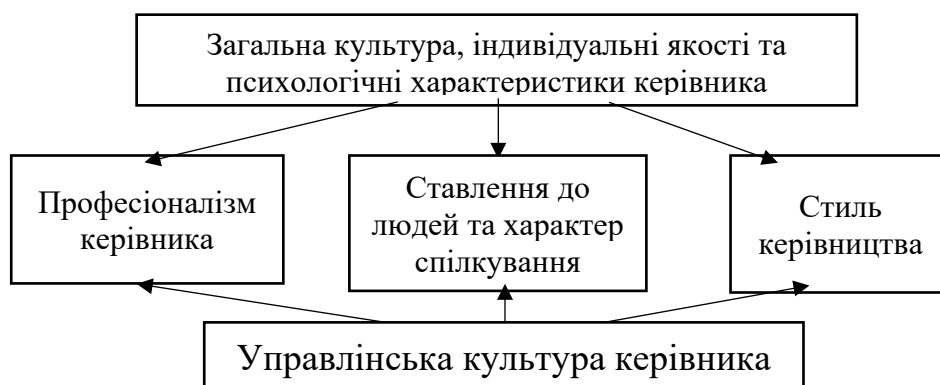 Загальна культура, індивідуальні якості та
психологічні характеристики керівника
Професіоналізм
керівника
Ставлення до
людей та характер
спілкування
Стиль
керівництва
Управлінська культура керівника